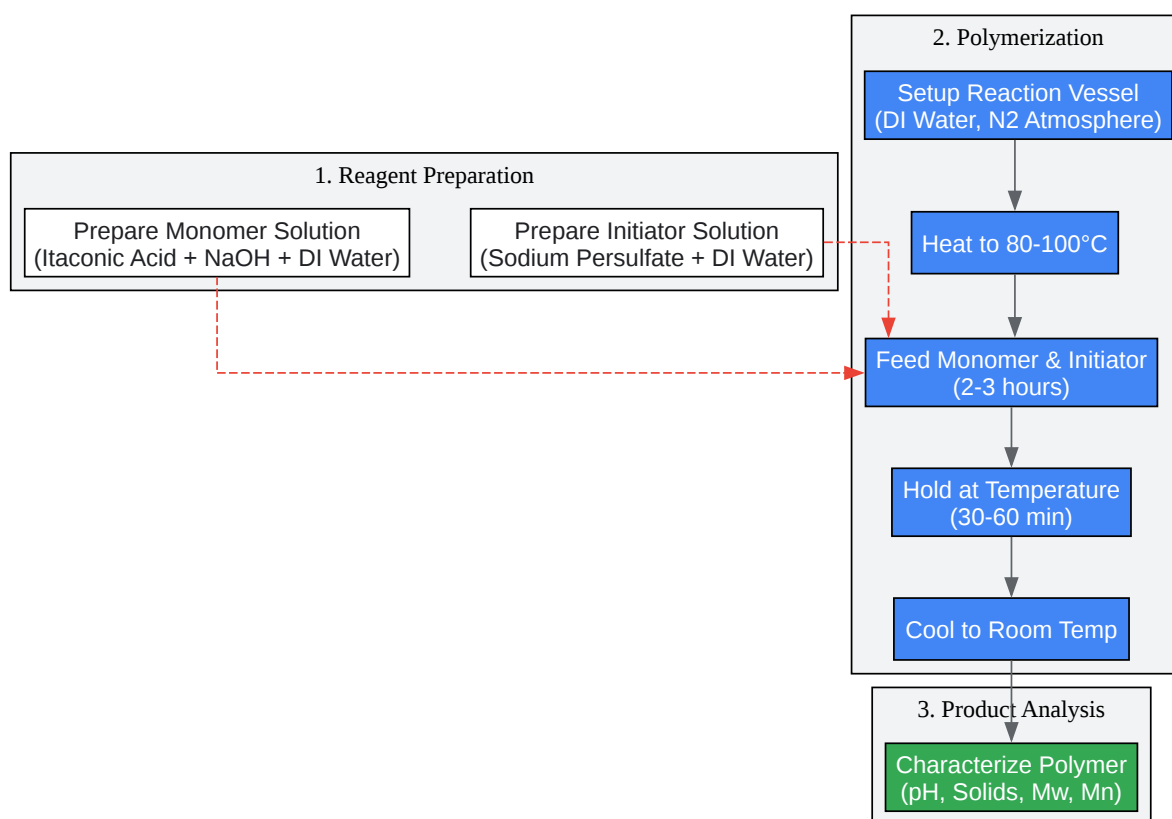 1. Reagent Preparation
Prepare Monomer Solution
(Itaconic Acid + NaOH + DI Water)
Prepare Initiator Solution
(Sodium Persulfate + DI Water)
2. Polymerization
Setup Reaction Vessel
(DI Water, N2 Atmosphere)
Heat to 80-100°C
Feed Monomer & Initiator
(2-3 hours)
Hold at Temperature
(30-60 min)
Cool to Room Temp
3. Product Analysis
Characterize Polymer
(pH, Solids, Mw, Mn)